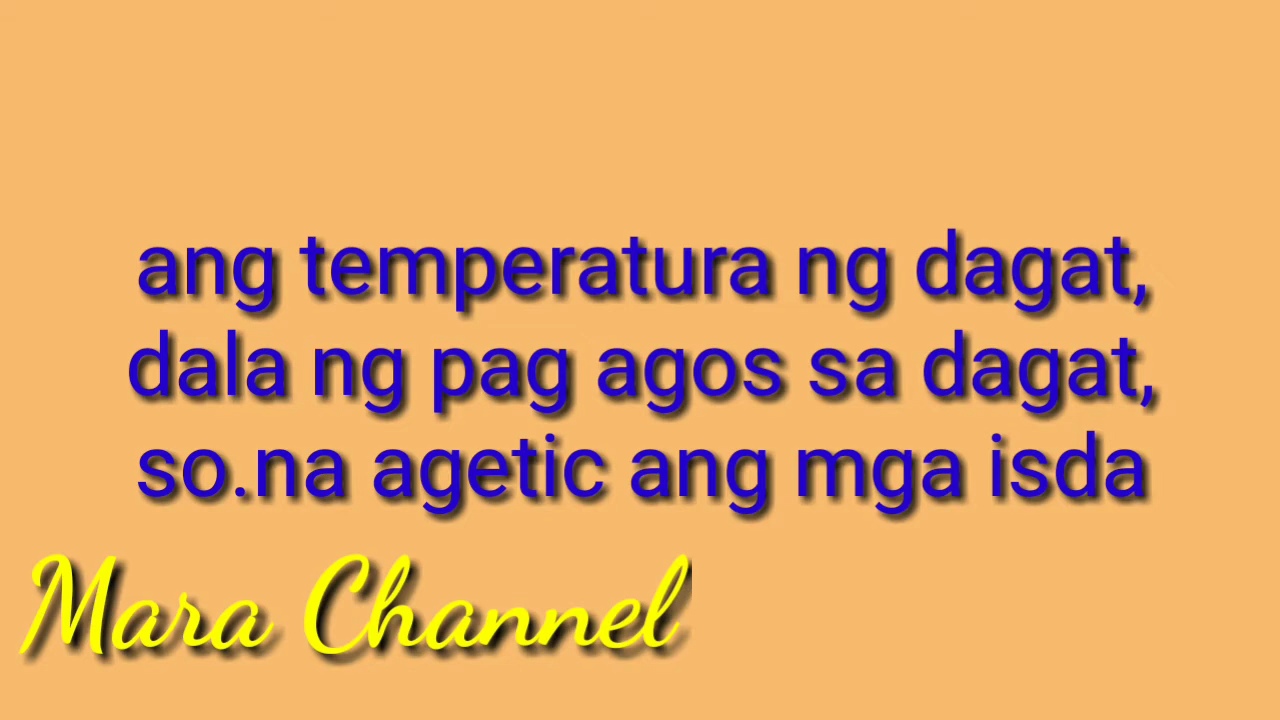 ang temperatura ng dagat,
dala ng pag agos sa dagat,
so.na agetic ang mga isda
Mara Channel